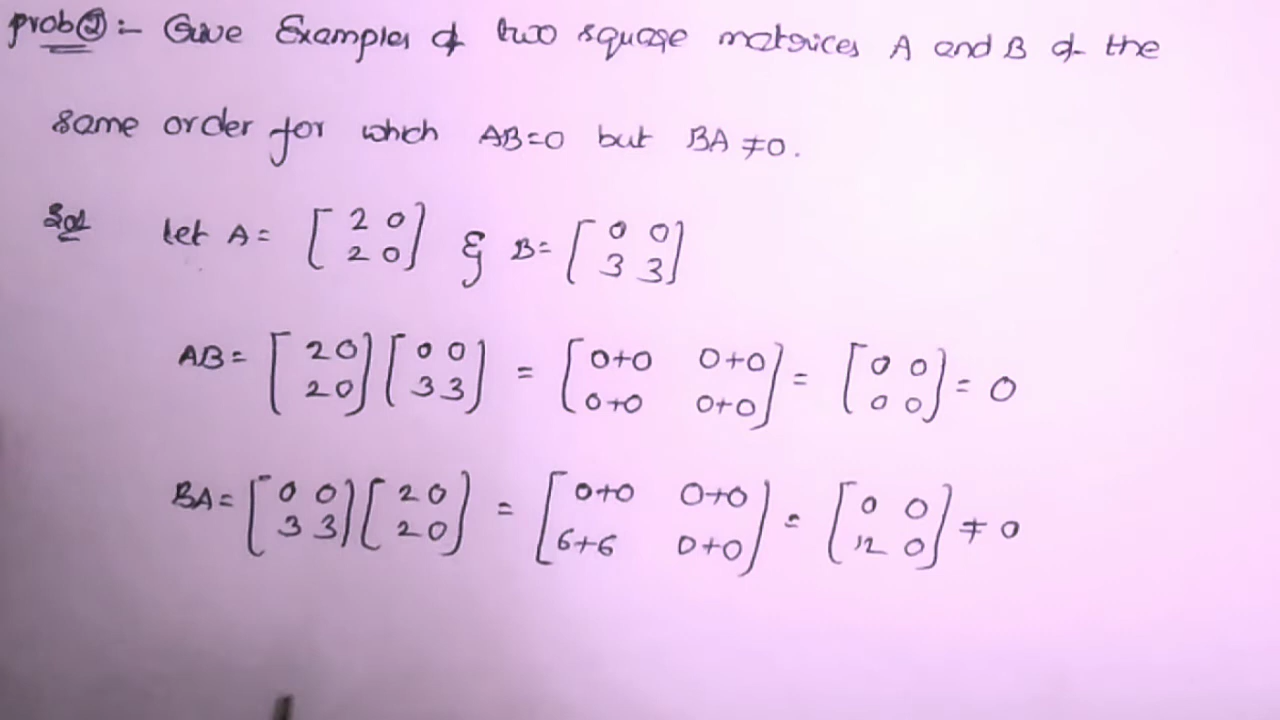 prob②:- Give Examples of two square matrices A and B of the
same order for which AB=0 but BA≠0.
Sol let A= [2 0; 2 0] & B= [0 0; 3 3]
AB= [2 0; 2 0] [0 0; 3 3] = [0+0 0+0; 0+0 0+0] = [0 0; 0 0] = 0
BA= [0 0; 3 3] [2 0; 2 0] = [0+0 0+0; 6+6 0+0] = [0 0; 12 0] ≠ 0